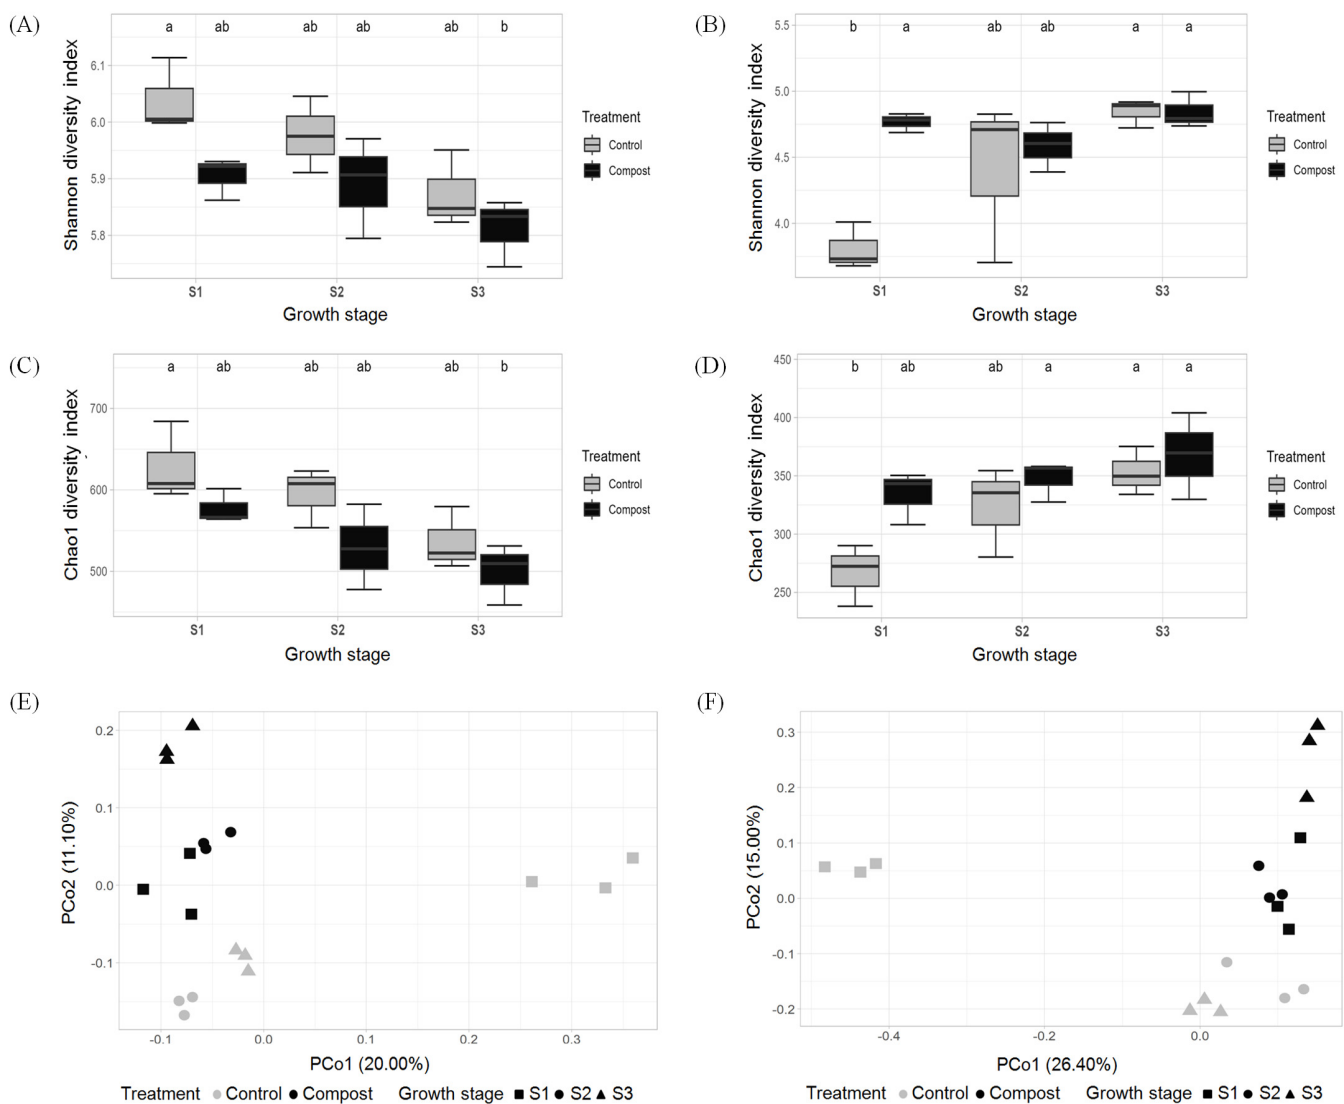 (A)
a ab ab ab ab b
Shannon diversity index
6.1
6.0
5.9
5.8
S1 S2 S3
Growth stage
Treatment
Control
Compost
(B)
b a ab ab a a
Shannon diversity index
5.5
5.0
4.5
4.0
S1 S2 S3
Growth stage
Treatment
Control
Compost
(C)
a ab ab ab ab b
Chao1 diversity index
700
600
500
S1 S2 S3
Growth stage
Treatment
Control
Compost
(D)
b ab ab a a a
Chao1 diversity index
450
400
350
300
250
S1 S2 S3
Growth stage
Treatment
Control
Compost
(E)
PCo2 (11.10%)
0.2
0.1
0.0
-0.1
-0.1 0.0 0.1 0.2 0.3
PCo1 (20.00%)
Treatment Control Compost Growth stage S1 S2 S3
(F)
PCo2 (15.00%)
0.3
0.2
0.1
0.0
-0.1
-0.2
-0.4 -0.2 0.0
PCo1 (26.40%)
Treatment Control Compost Growth stage S1 S2 S3